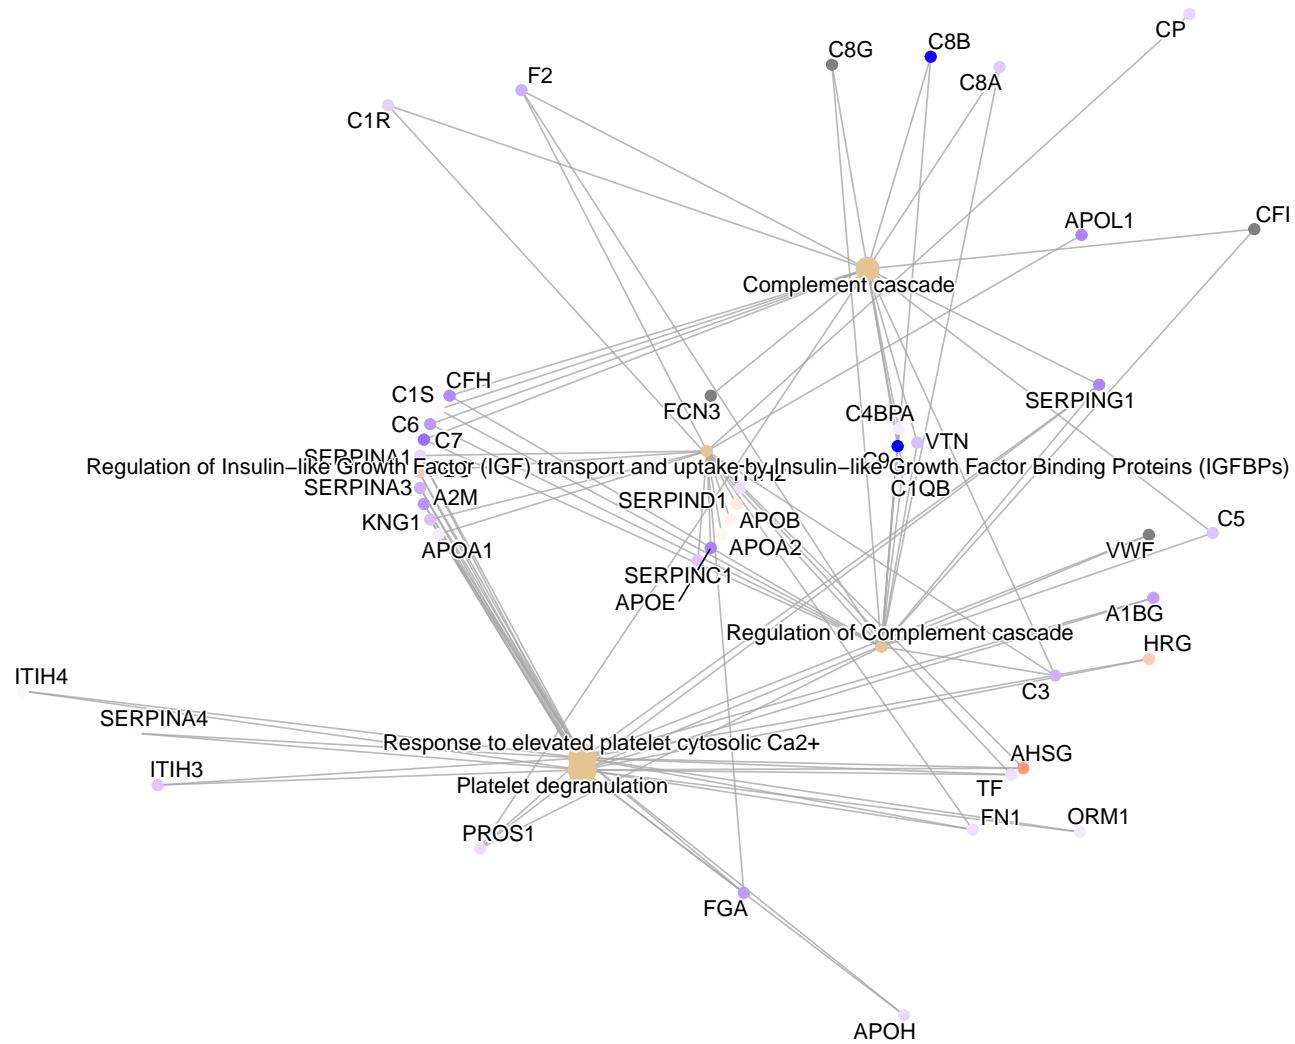 CP
C8G
C8B
C8A
F2
C1R
APOL1
CFI
Complement cascade
C1S
CFH
FCN3
C4BPA
SERPING1
C6
C7
VTN
SERPINA1
C9
Regulation of Insulin–like Growth Factor (IGF) transport and uptake by Insulin–like Growth Factor Binding Proteins (IGFBPs)
SERPINA3
A2M
SERPIND1
C1QB
KNG1
APOB
C5
APOA1
APOA2
VWF
SERPINC1
APOE
A1BG
Regulation of Complement cascade
HRG
ITIH4
C3
SERPINA4
Response to elevated platelet cytosolic Ca2+
AHSG
ITIH3
Platelet degranulation
TF
FN1
ORM1
PROS1
FGA
APOH